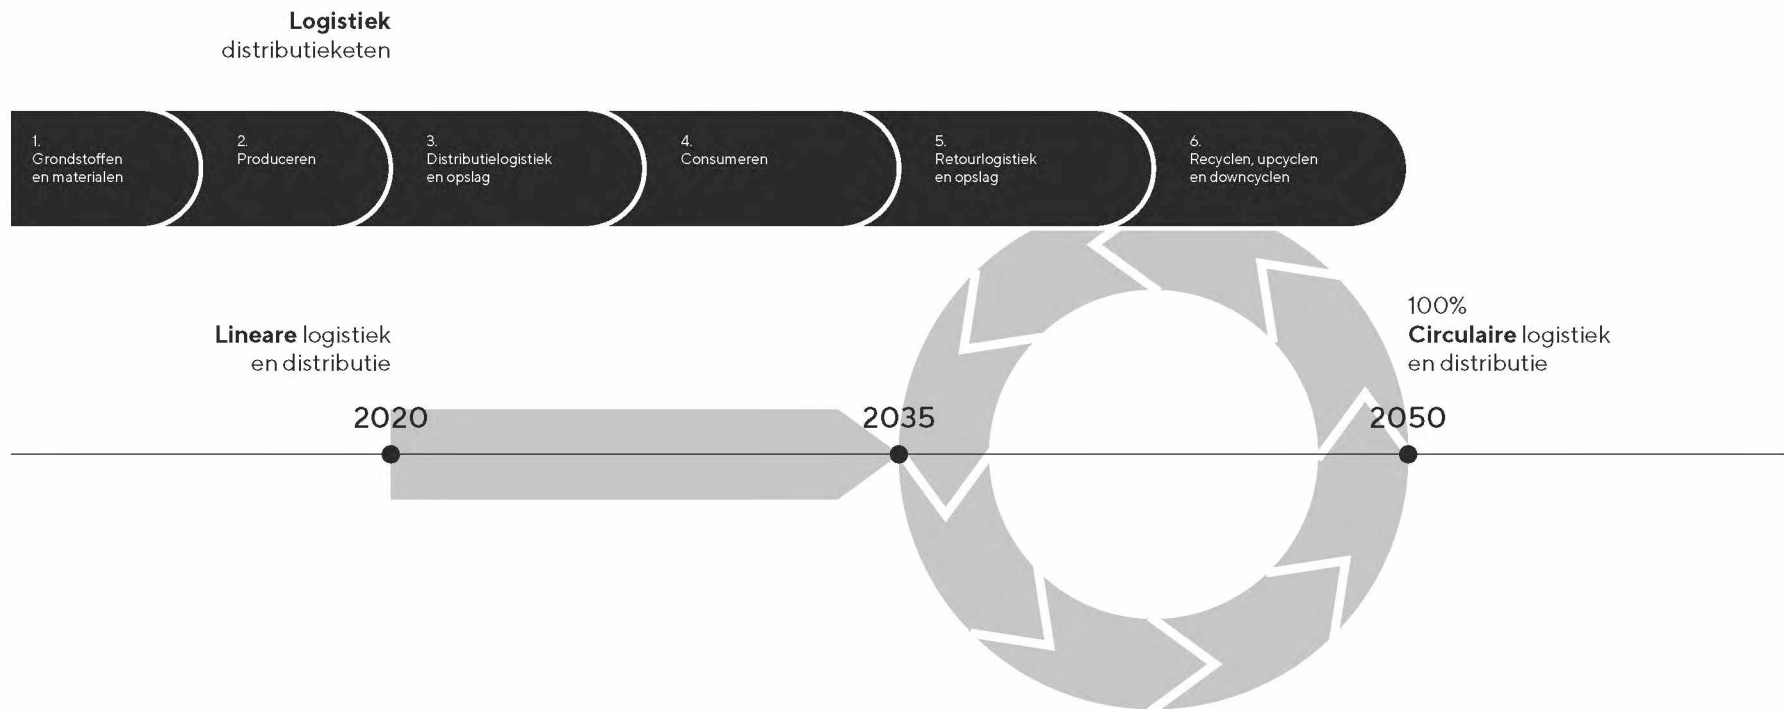 Logistiek
distributieketen
1.
Grondstoffen
en materialen
2.
Produceren
3.
Distributielogistiek
en opslag
4.
Consumeren
5.
Retourlogistiek
en opslag
6.
Recyclen, upcyclen
en downcyclen
Lineare logistiek
en distributie
100%
Circulaire logistiek
en distributie
2020
2035
2050